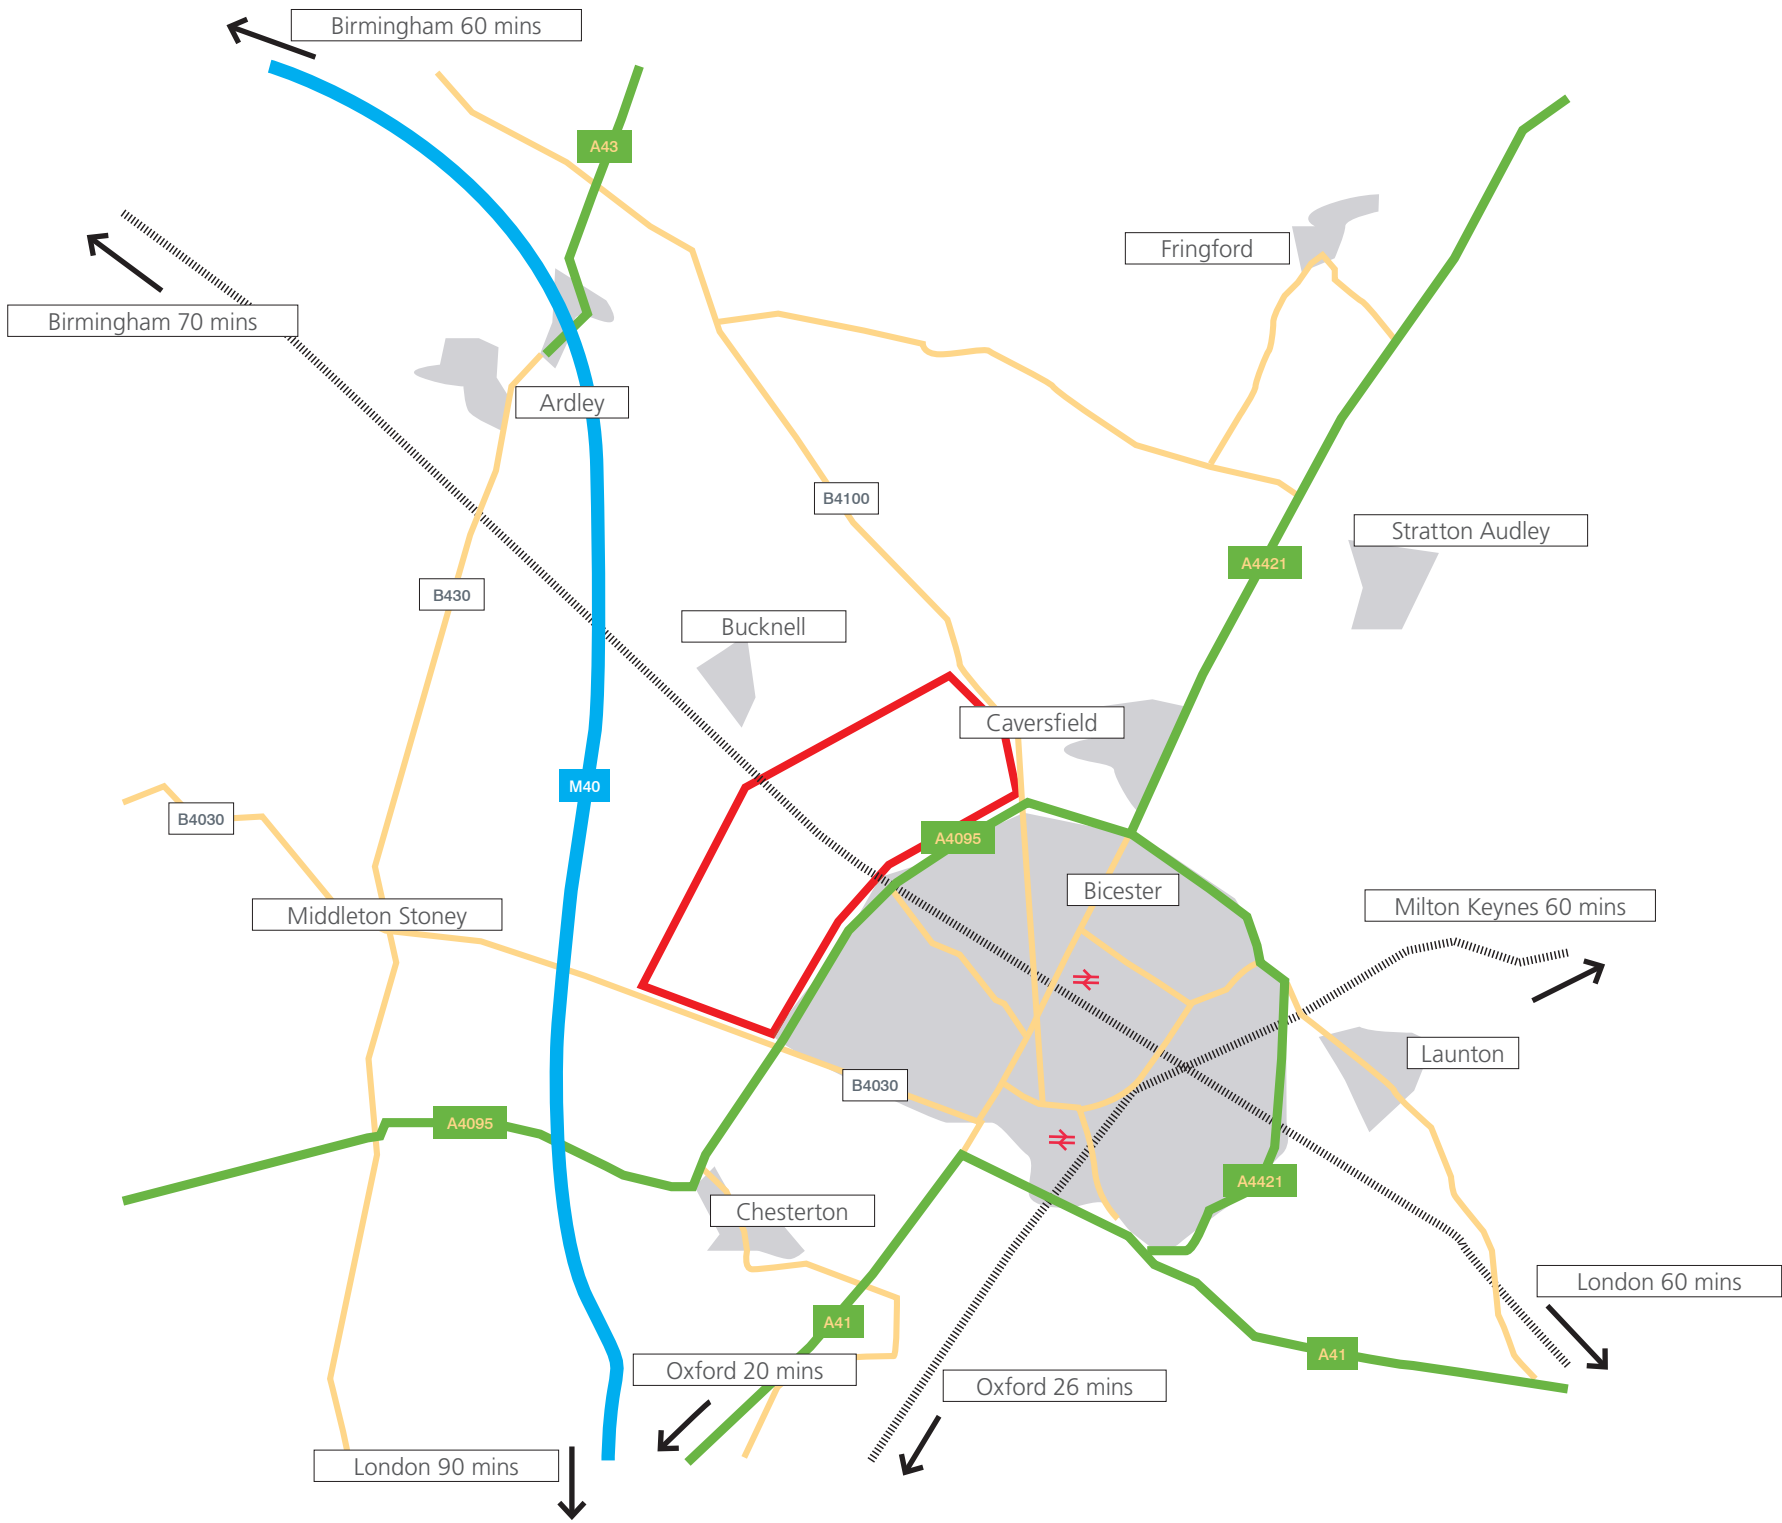 Birmingham 60 mins
A43
Fringford
Birmingham 70 mins
Ardley
B4100
Stratton Audley
A4421
B430
Bucknell
Caversfield
M40
B4030
A4095
Bicester
Milton Keynes 60 mins
Middleton Stoney
Launton
B4030
A4095
A4421
Chesterton
London 60 mins
A41
A41
Oxford 20 mins
Oxford 26 mins
London 90 mins